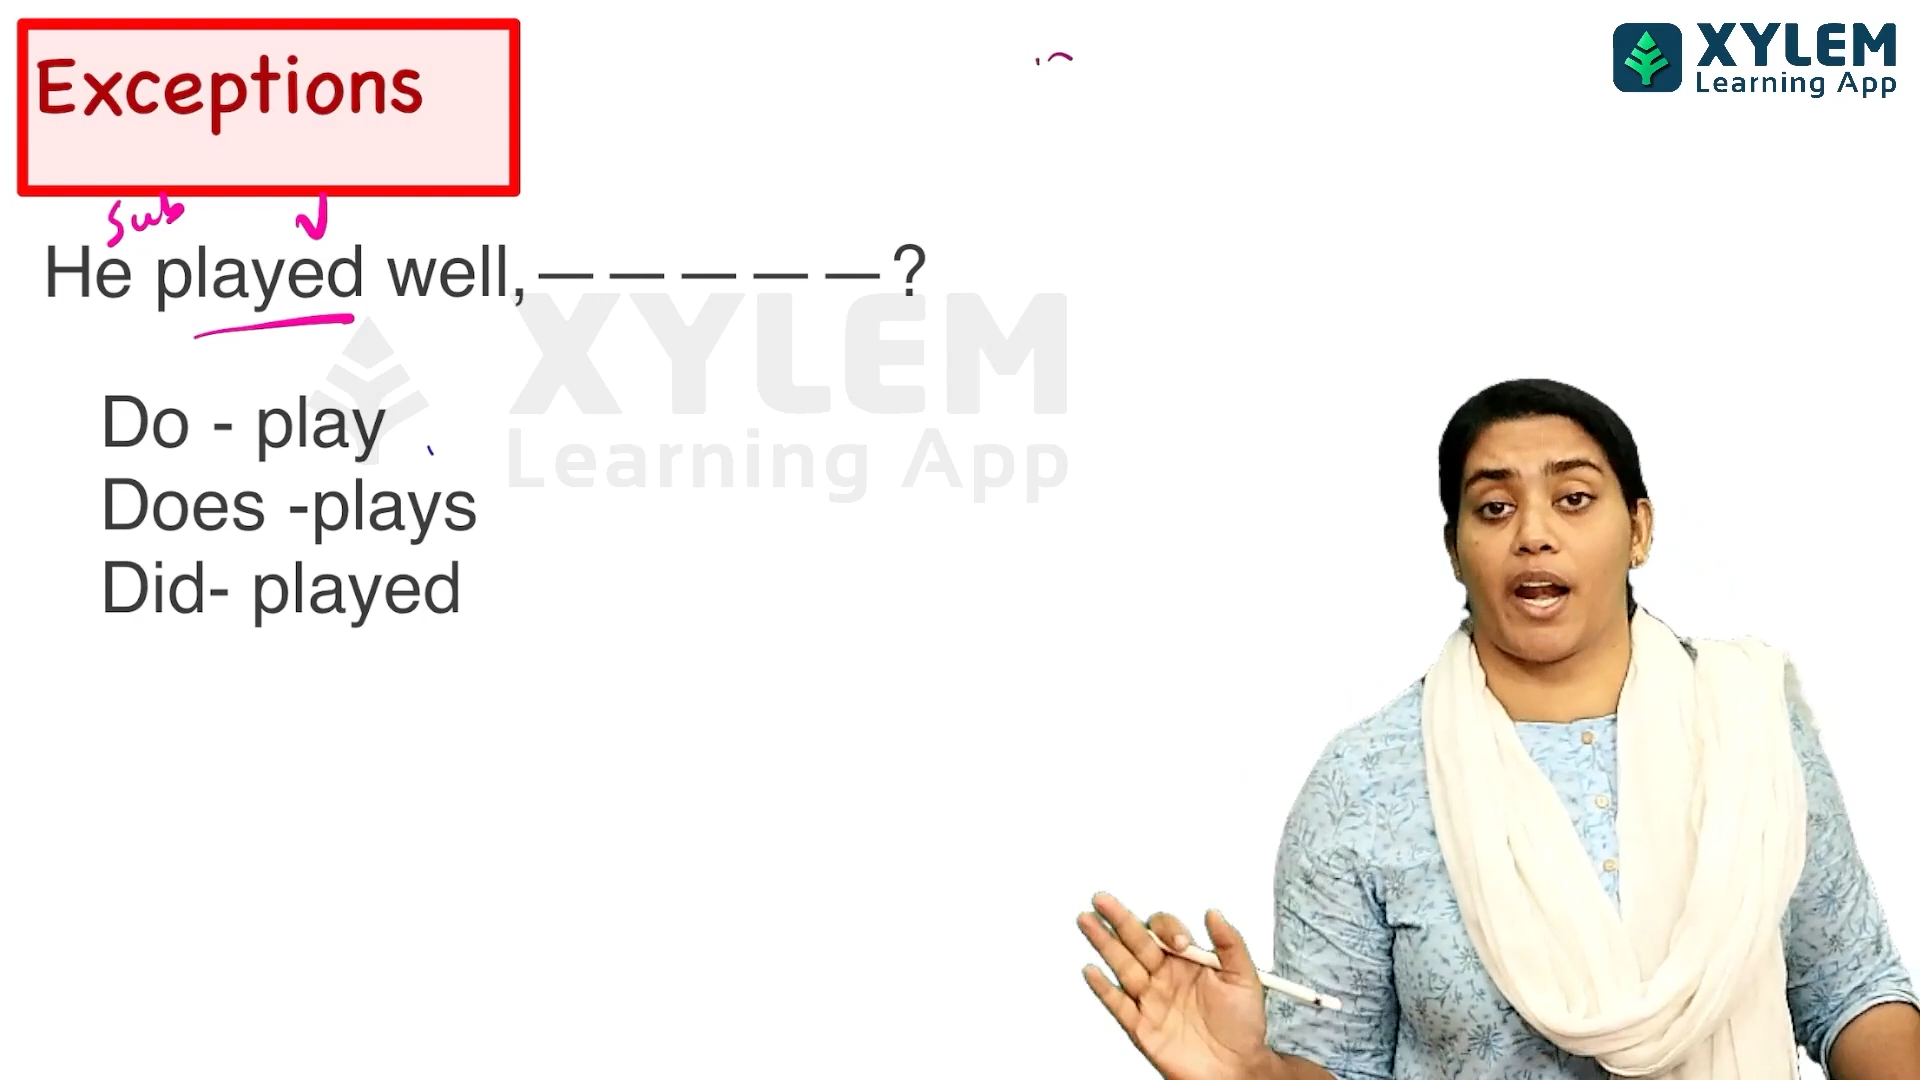 XYLEM
Learning App
Exceptions
Sub V
He played well,—————?
XYLEM
Learning App
Do - play
Does -plays
Did- played